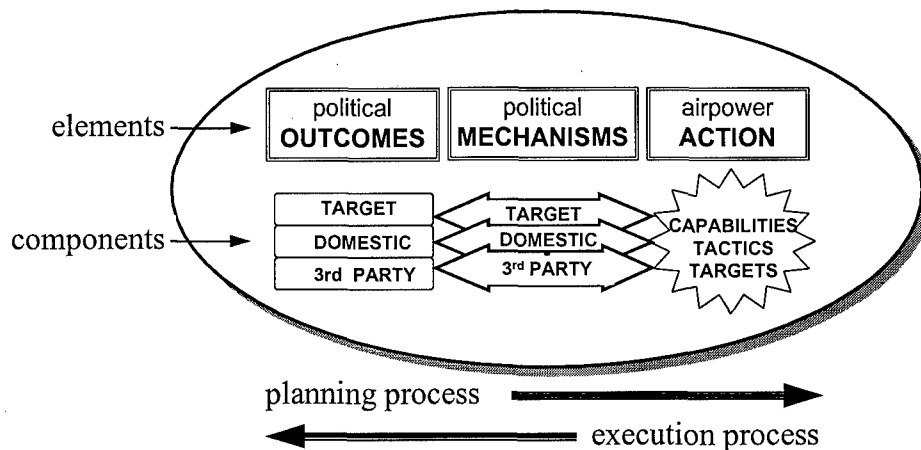 elements
political
OUTCOMES
political
MECHANISMS
airpower
ACTION
components
TARGET
DOMESTIC
3rd PARTY
TARGET
DOMESTIC
3rd PARTY
CAPABILITIES
TACTICS
TARGETS
planning process
execution process